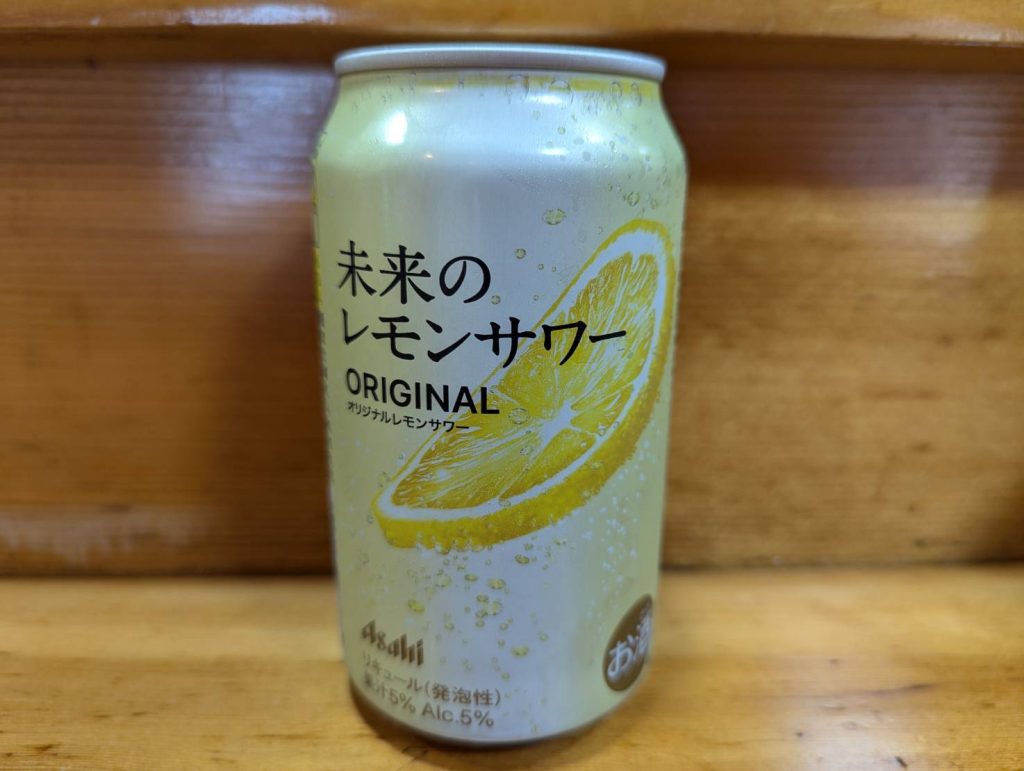 未来の
レモンサワー
ORIGINAL
オリジナルレモンサワー
Asahi
リキュール(発泡性)
果汁5% Alc.5%
お酒